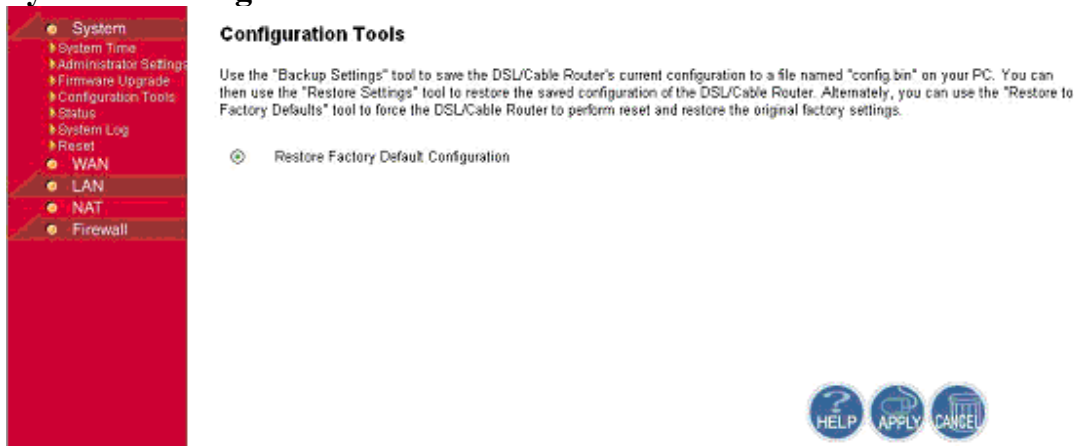 System
System Time
Administrator Settings
Firmware Upgrade
Configuration Tools
Status
System Log
Reset
WAN
LAN
NAT
Firewall
Configuration Tools
Use the "Backup Settings" tool to save the DSL/Cable Router's current configuration to a file named "config.bin" on your PC. You can
then use the "Restore Settings" tool to restore the saved configuration of the DSL/Cable Router. Alternately, you can use the "Restore to
Factory Defaults" tool to force the DSL/Cable Router to perform reset and restore the original factory settings.
Restore Factory Default Configuration
HELP APPLY CANCEL